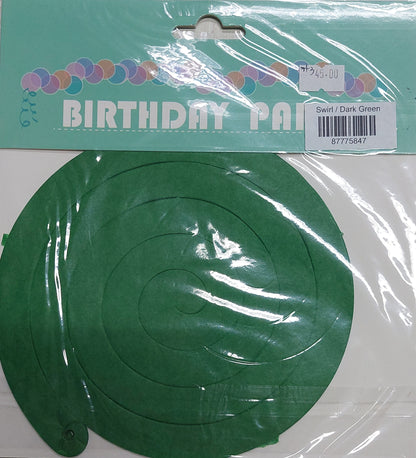 BIRTHDAY PA
Swirl / Dark Green
87775847